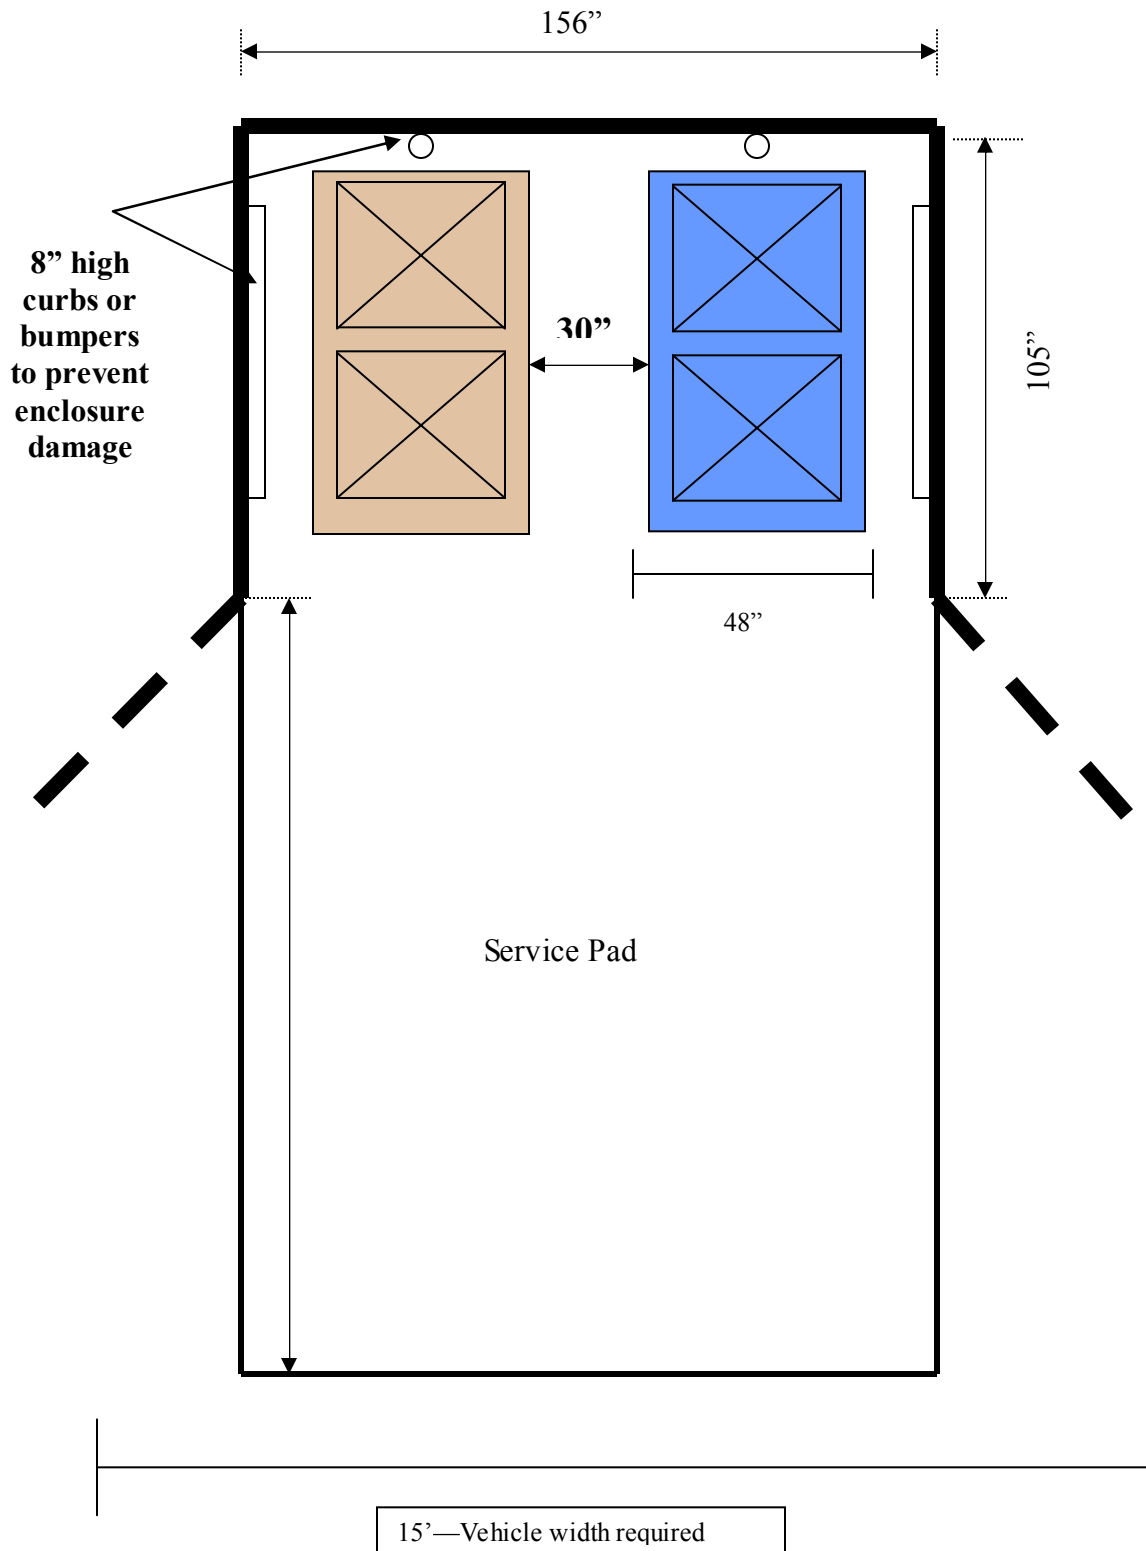 156”
8” high
curbs or
bumpers
to prevent
enclosure
damage
30”
105”
48”
Service Pad
15’—Vehicle width required